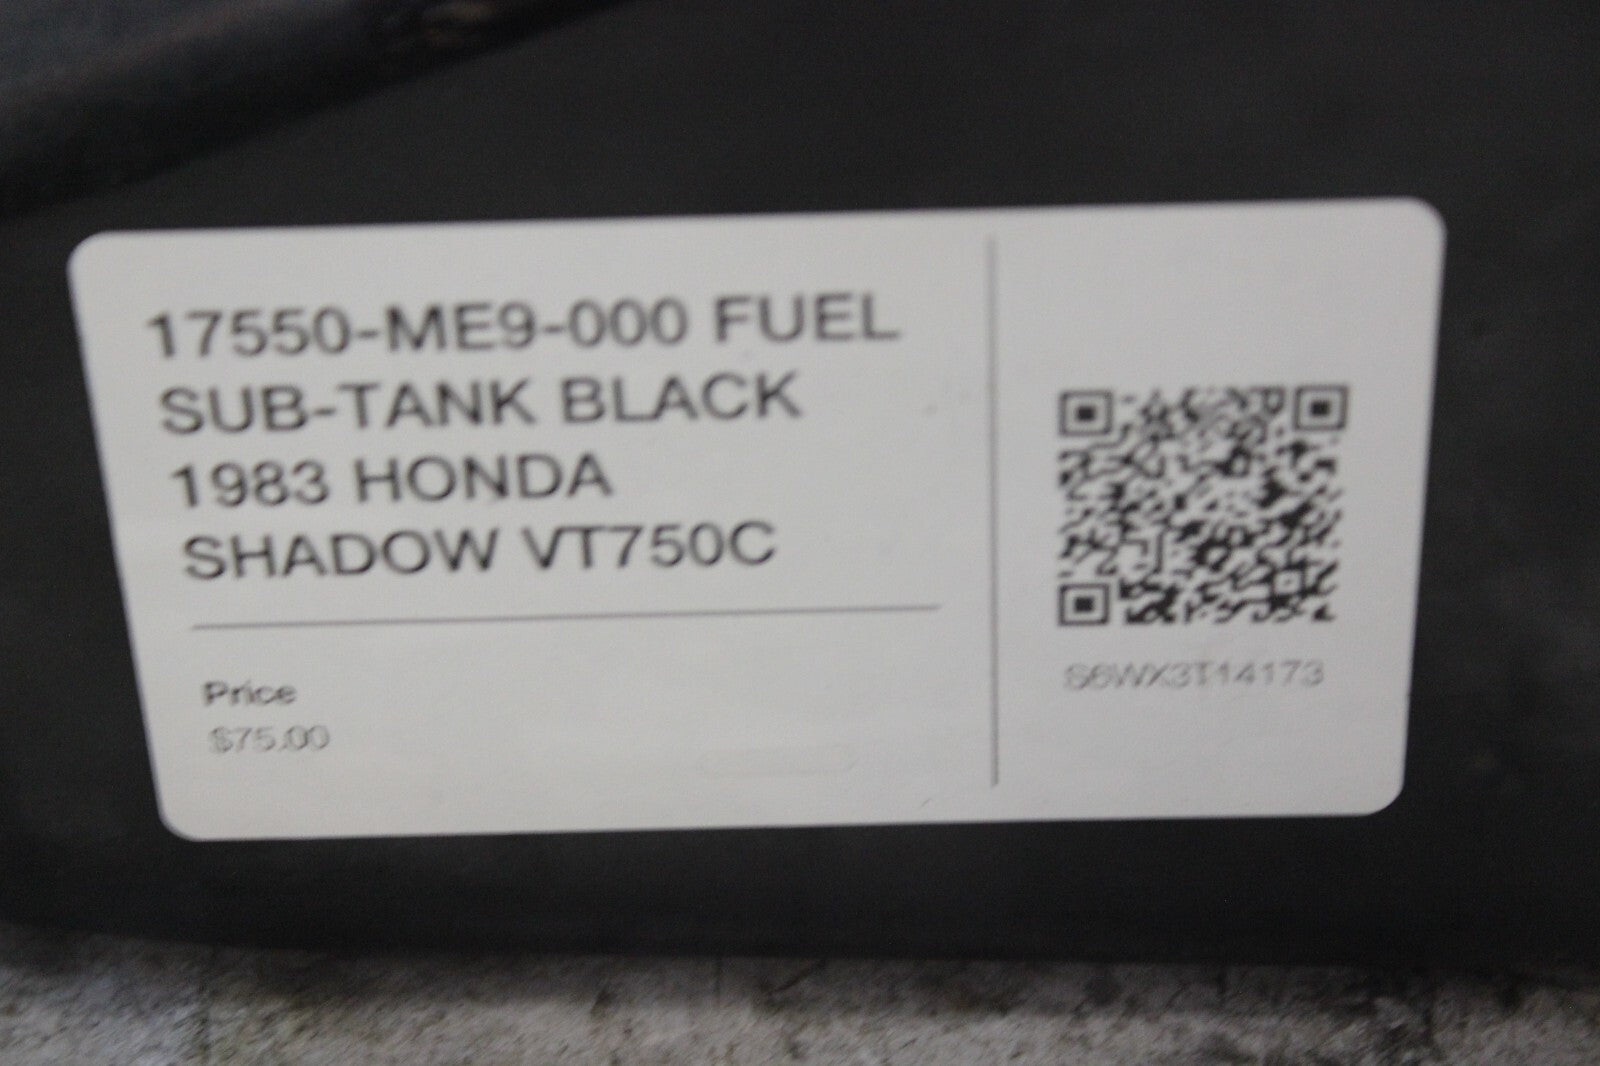 17550-ME9-000 FUEL
SUB-TANK BLACK
1983 HONDA
SHADOW VT750C
Price
$75.00
S6WX3T14173